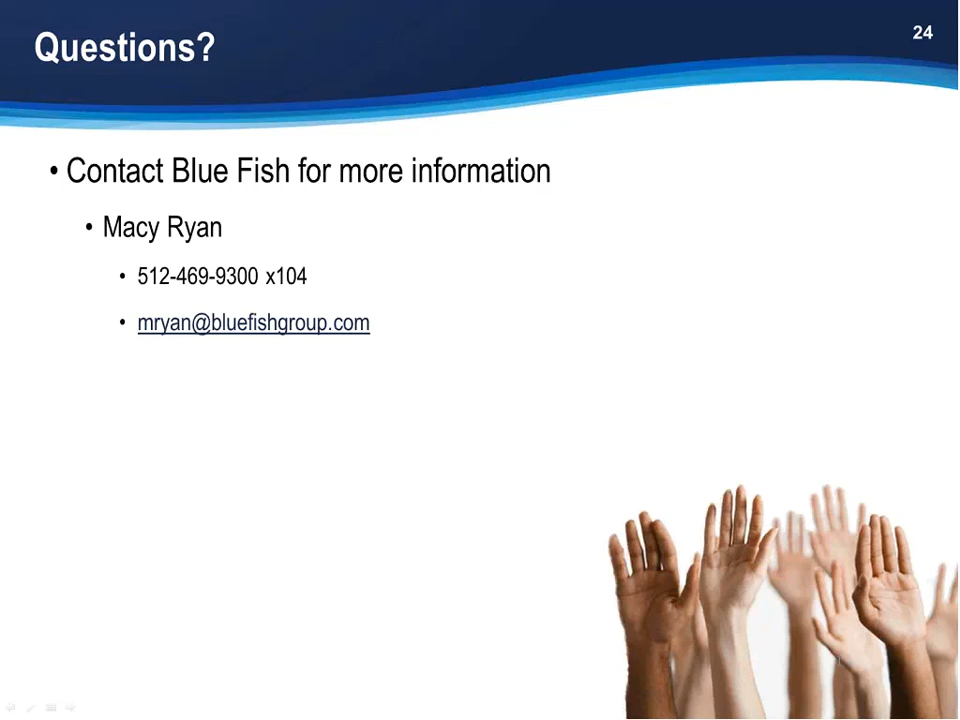 Questions?
24
• Contact Blue Fish for more information
• Macy Ryan
• 512-469-9300 x104
• mryan@bluefishgroup.com